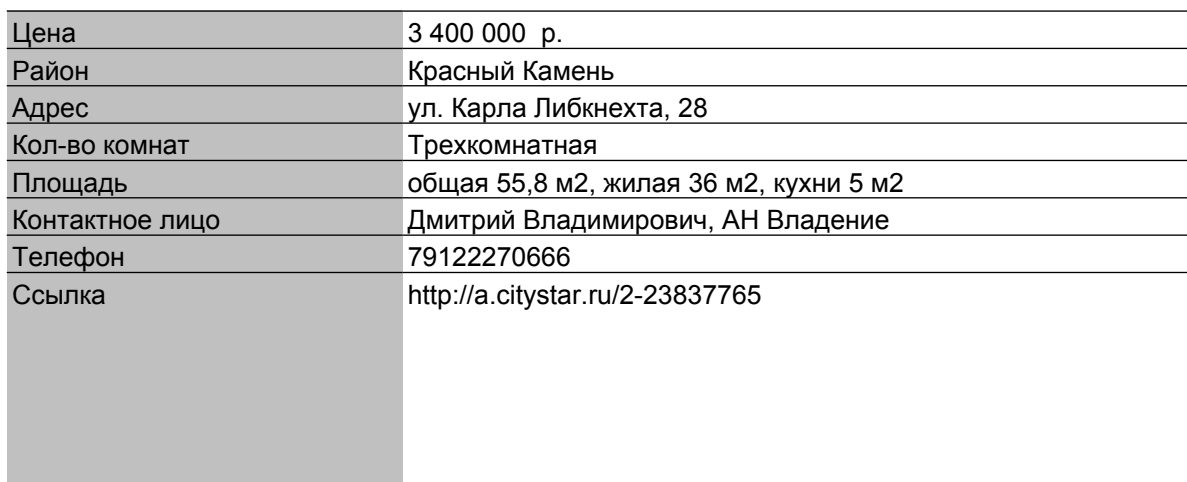 Цена 3 400 000 р.
Район Красный Камень
Адрес ул. Карла Либкнехта, 28
Кол-во комнат Трехкомнатная
Площадь общая 55,8 м2, жилая 36 м2, кухни 5 м2
Контактное лицо Дмитрий Владимирович, АН Владение
Телефон 79122270666
Ссылка http://a.citystar.ru/2-23837765